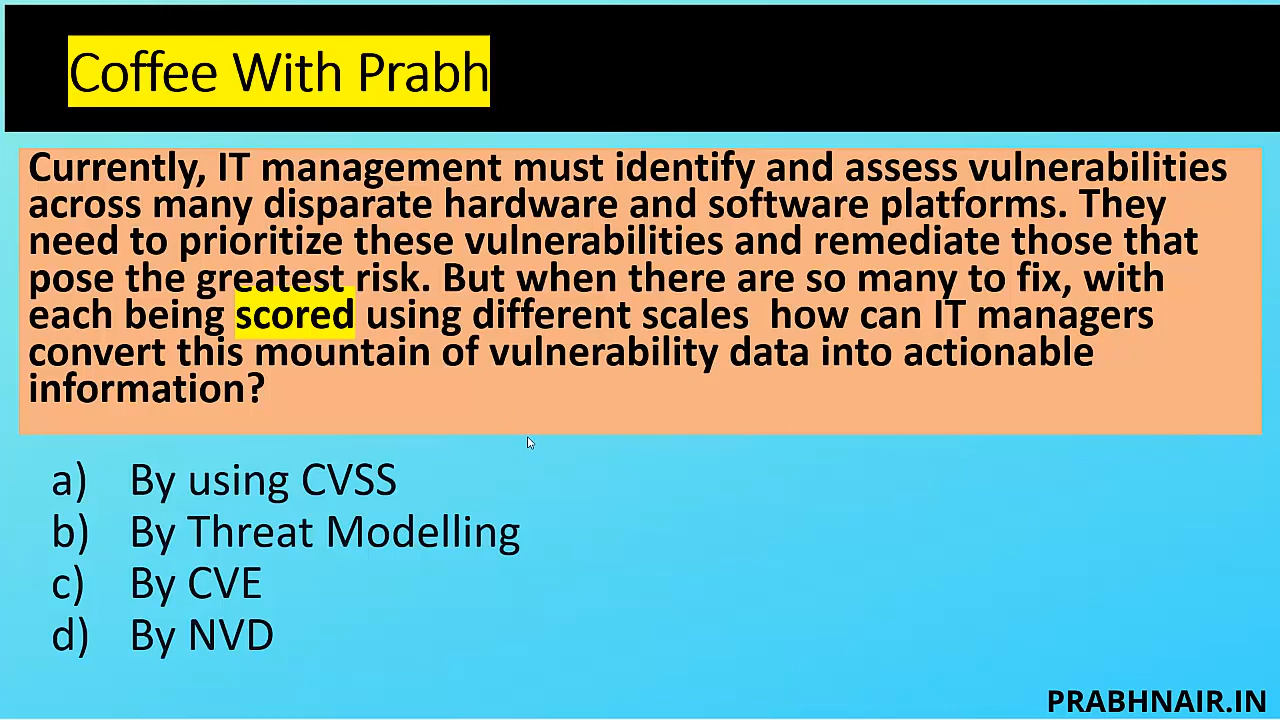 Coffee With Prabh
Currently, IT management must identify and assess vulnerabilities
across many disparate hardware and software platforms. They
need to prioritize these vulnerabilities and remediate those that
pose the greatest risk. But when there are so many to fix, with
each being scored using different scales  how can IT managers
convert this mountain of vulnerability data into actionable
information?
a) By using CVSS
b) By Threat Modelling
c) By CVE
d) By NVD
PRABHNAIR.IN